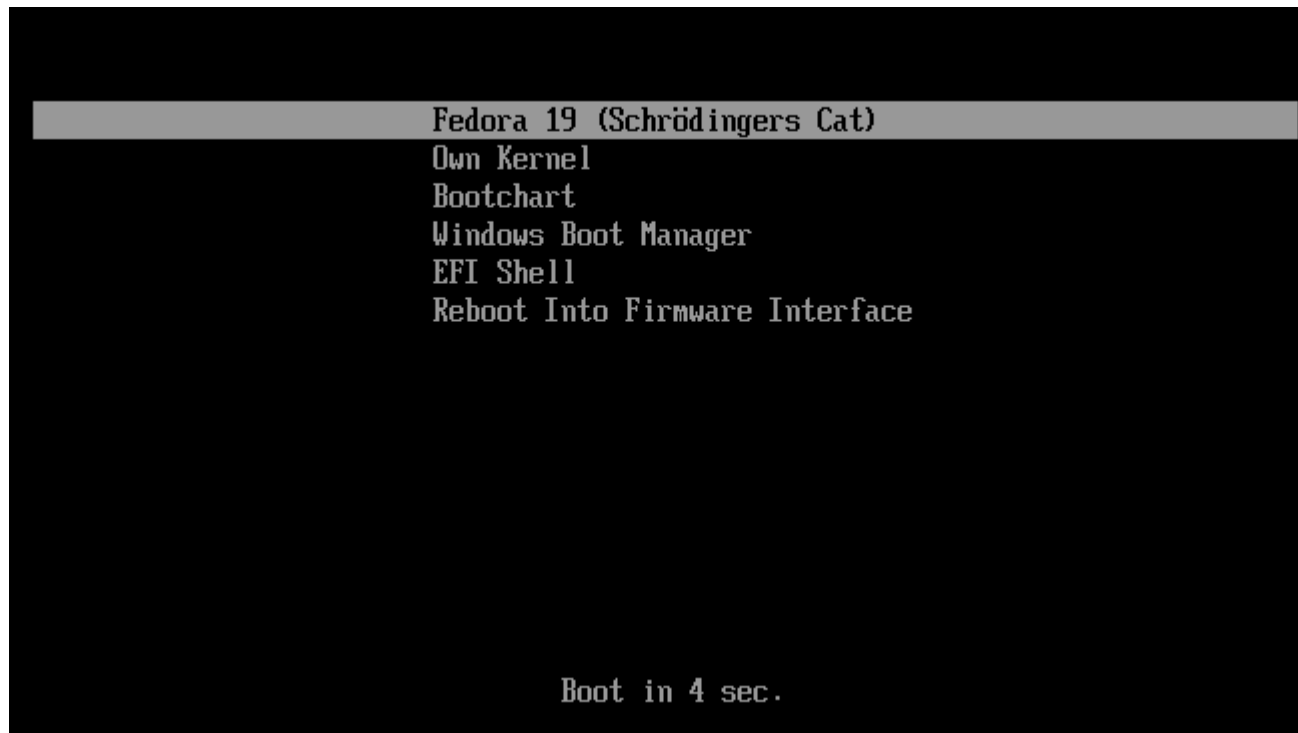 Fedora 19 (Schrödingers Cat)
Own Kernel
Bootchart
Windows Boot Manager
EFI Shell
Reboot Into Firmware Interface
Boot in 4 sec.